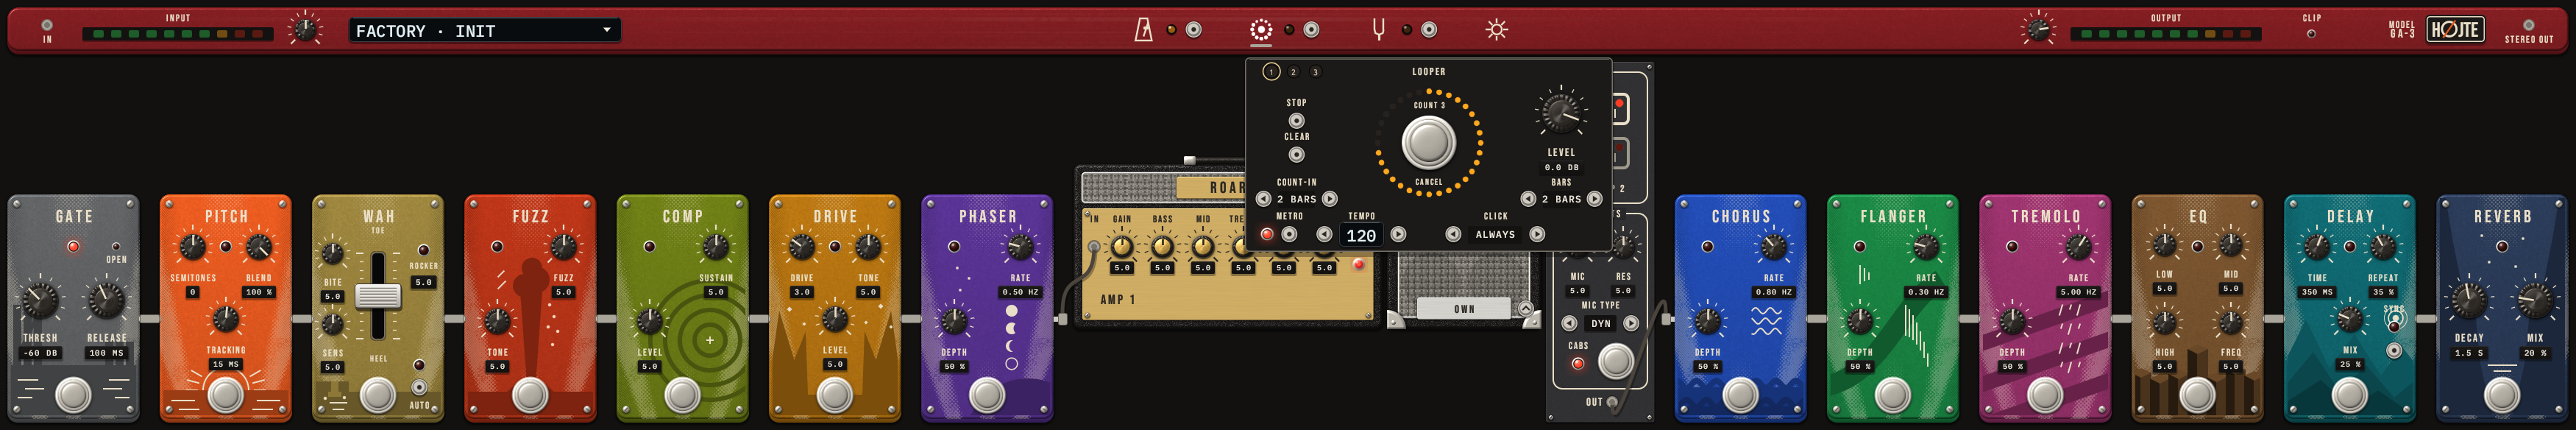 INPUT
IN
FACTORY · INIT
OUTPUT
CLIP
MODEL
GA-3
HØJTE
STEREO OUT
1 2 3
LOOPER
STOP
CLEAR
COUNT 3
CANCEL
LEVEL
0.0 DB
COUNT-IN
2 BARS
BARS
2 BARS
METRO
TEMPO
120
CLICK
ALWAYS
GATE
OPEN
THRESH
-60 DB
RELEASE
100 MS
PITCH
SEMITONES
0
BLEND
100 %
TRACKING
15 MS
WAH
TOE
ROCKER
5.0
BITE
5.0
SENS
5.0
HEEL
AUTO
FUZZ
FUZZ
5.0
TONE
5.0
COMP
SUSTAIN
5.0
LEVEL
5.0
DRIVE
DRIVE
3.0
TONE
5.0
LEVEL
5.0
PHASER
RATE
0.50 HZ
DEPTH
50 %
ROAR
IN GAIN BASS MID TRE
5.0 5.0 5.0 5.0 5.0 5.0
AMP 1
OWN
2
S
MIC
5.0
RES
5.0
MIC TYPE
DYN
CABS
OUT
CHORUS
RATE
0.80 HZ
DEPTH
50 %
FLANGER
RATE
0.30 HZ
DEPTH
50 %
TREMOLO
RATE
5.00 HZ
DEPTH
50 %
EQ
LOW
5.0
MID
5.0
HIGH
5.0
FREQ
5.0
DELAY
TIME
350 MS
REPEAT
35 %
SYNC
MIX
25 %
REVERB
DECAY
1.5 S
MIX
20 %